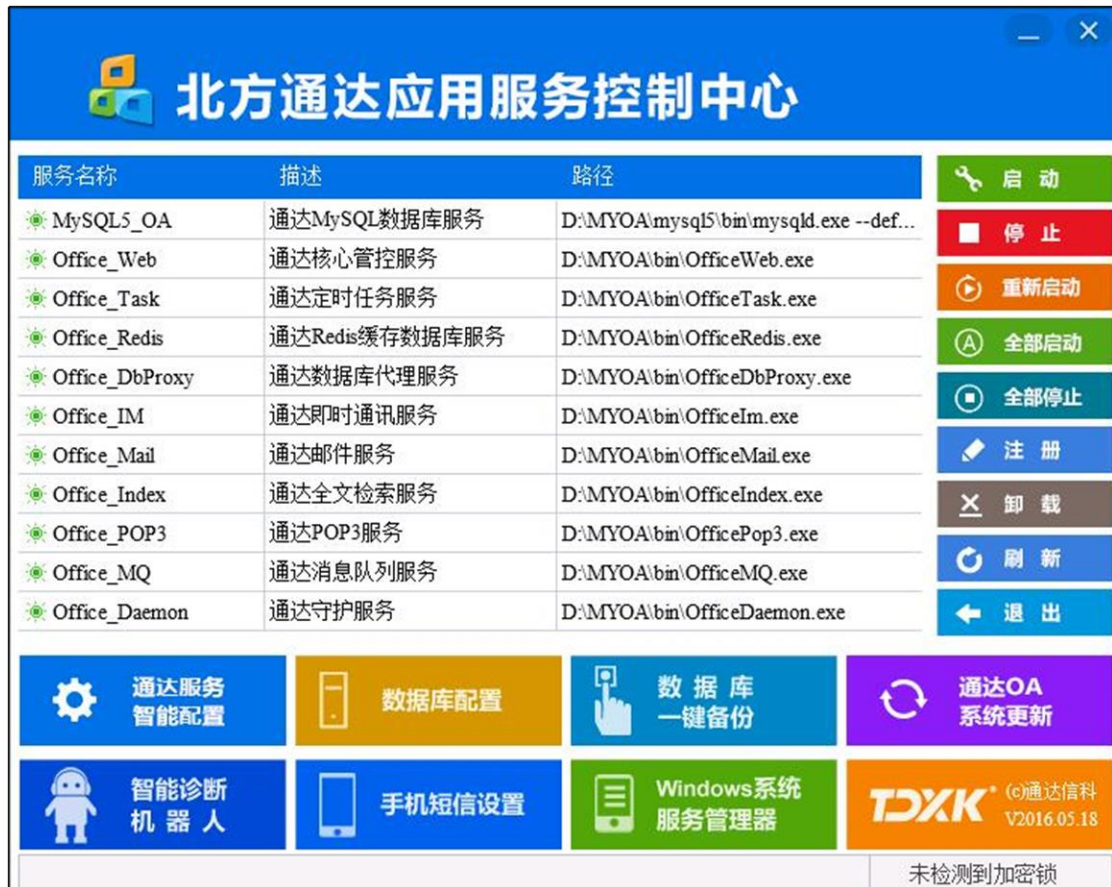 北方通达应用服务控制中心
服务名称 描述 路径
MySQL5_OA 通达MySQL数据库服务 D:\MYOA\mysql5\bin\mysqld.exe --def...
Office_Web 通达核心管控服务 D:\MYOA\bin\OfficeWeb.exe
Office_Task 通达定时任务服务 D:\MYOA\bin\OfficeTask.exe
Office_Redis 通达Redis缓存数据库服务 D:\MYOA\bin\OfficeRedis.exe
Office_DbProxy 通达数据库代理服务 D:\MYOA\bin\OfficeDbProxy.exe
Office_IM 通达即时通讯服务 D:\MYOA\bin\OfficeIm.exe
Office_Mail 通达邮件服务 D:\MYOA\bin\OfficeMail.exe
Office_Index 通达全文检索服务 D:\MYOA\bin\OfficeIndex.exe
Office_POP3 通达POP3服务 D:\MYOA\bin\OfficePop3.exe
Office_MQ 通达消息队列服务 D:\MYOA\bin\OfficeMQ.exe
Office_Daemon 通达守护服务 D:\MYOA\bin\OfficeDaemon.exe
启 动
停 止
重新启动
A 全部启动
全部停止
注 册
卸 载
刷 新
退 出
通达服务
智能配置
数据库配置
数 据 库
一键备份
通达OA
系统更新
智能诊断
机 器 人
手机短信设置
Windows系统
服务管理器
TDXK
(c)通达信科
V2016.05.18
未检测到加密锁